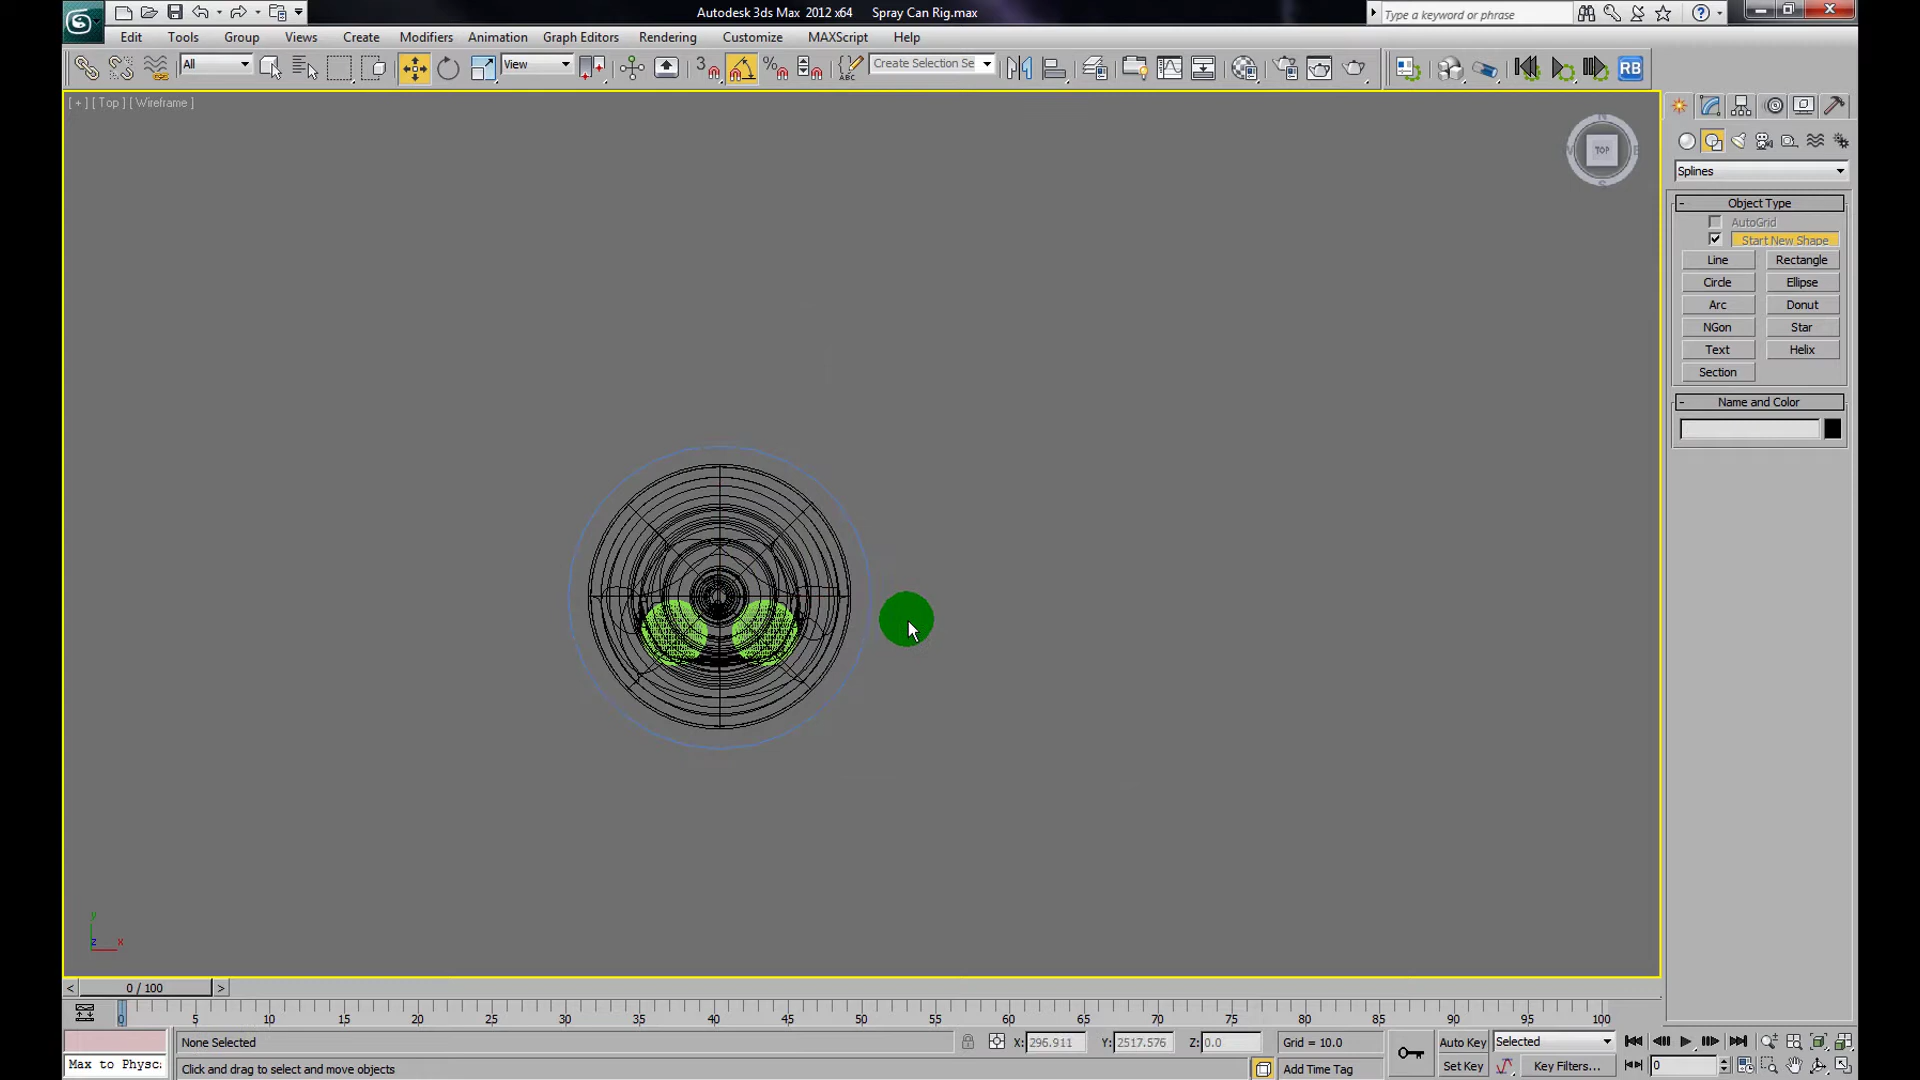 Autodesk 3ds Max 2012 x64 Spray Can Rig.max
Type a keyword or phrase
Edit Tools Group Views Create Modifiers Animation Graph Editors Rendering Customize MAXScript Help
All View Create Selection Se RB
[ + ] [ Top ] [ Wireframe ]
TOP
Splines
- Object Type
AutoGrid
Start New Shape
Line Rectangle
Circle Ellipse
Arc Donut
NGon Star
Text Helix
Section
- Name and Color
y
z x
< 0 / 100 >
0 5 10 15 20 25 30 35 40 45 50 55 60 65 70 75 80 85 90 95 100
None Selected X: 296.911 Y: 2517.576 Z: 0.0 Grid = 10.0 Auto Key Selected
Max to Physc: Click and drag to select and move objects Add Time Tag Set Key Key Filters... 0